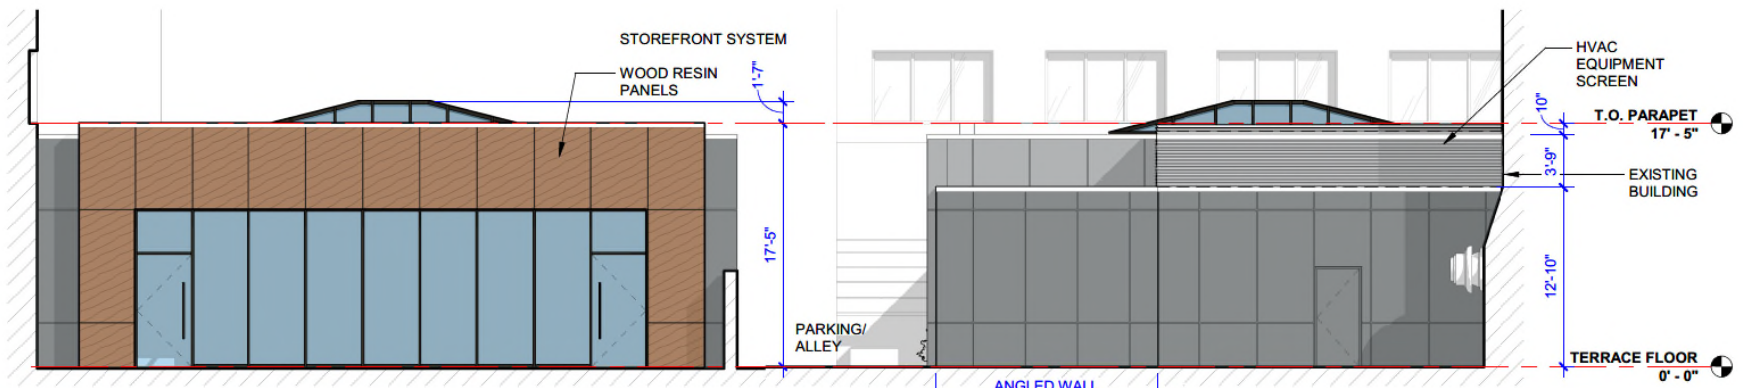 STOREFRONT SYSTEM
WOOD RESIN
PANELS
1'-7"
17'-5"
PARKING/
ALLEY
ANGLED WALL
HVAC
EQUIPMENT
SCREEN
10"
T.O. PARAPET
17' - 5"
3'-9"
EXISTING
BUILDING
12'-10"
TERRACE FLOOR
0' - 0"